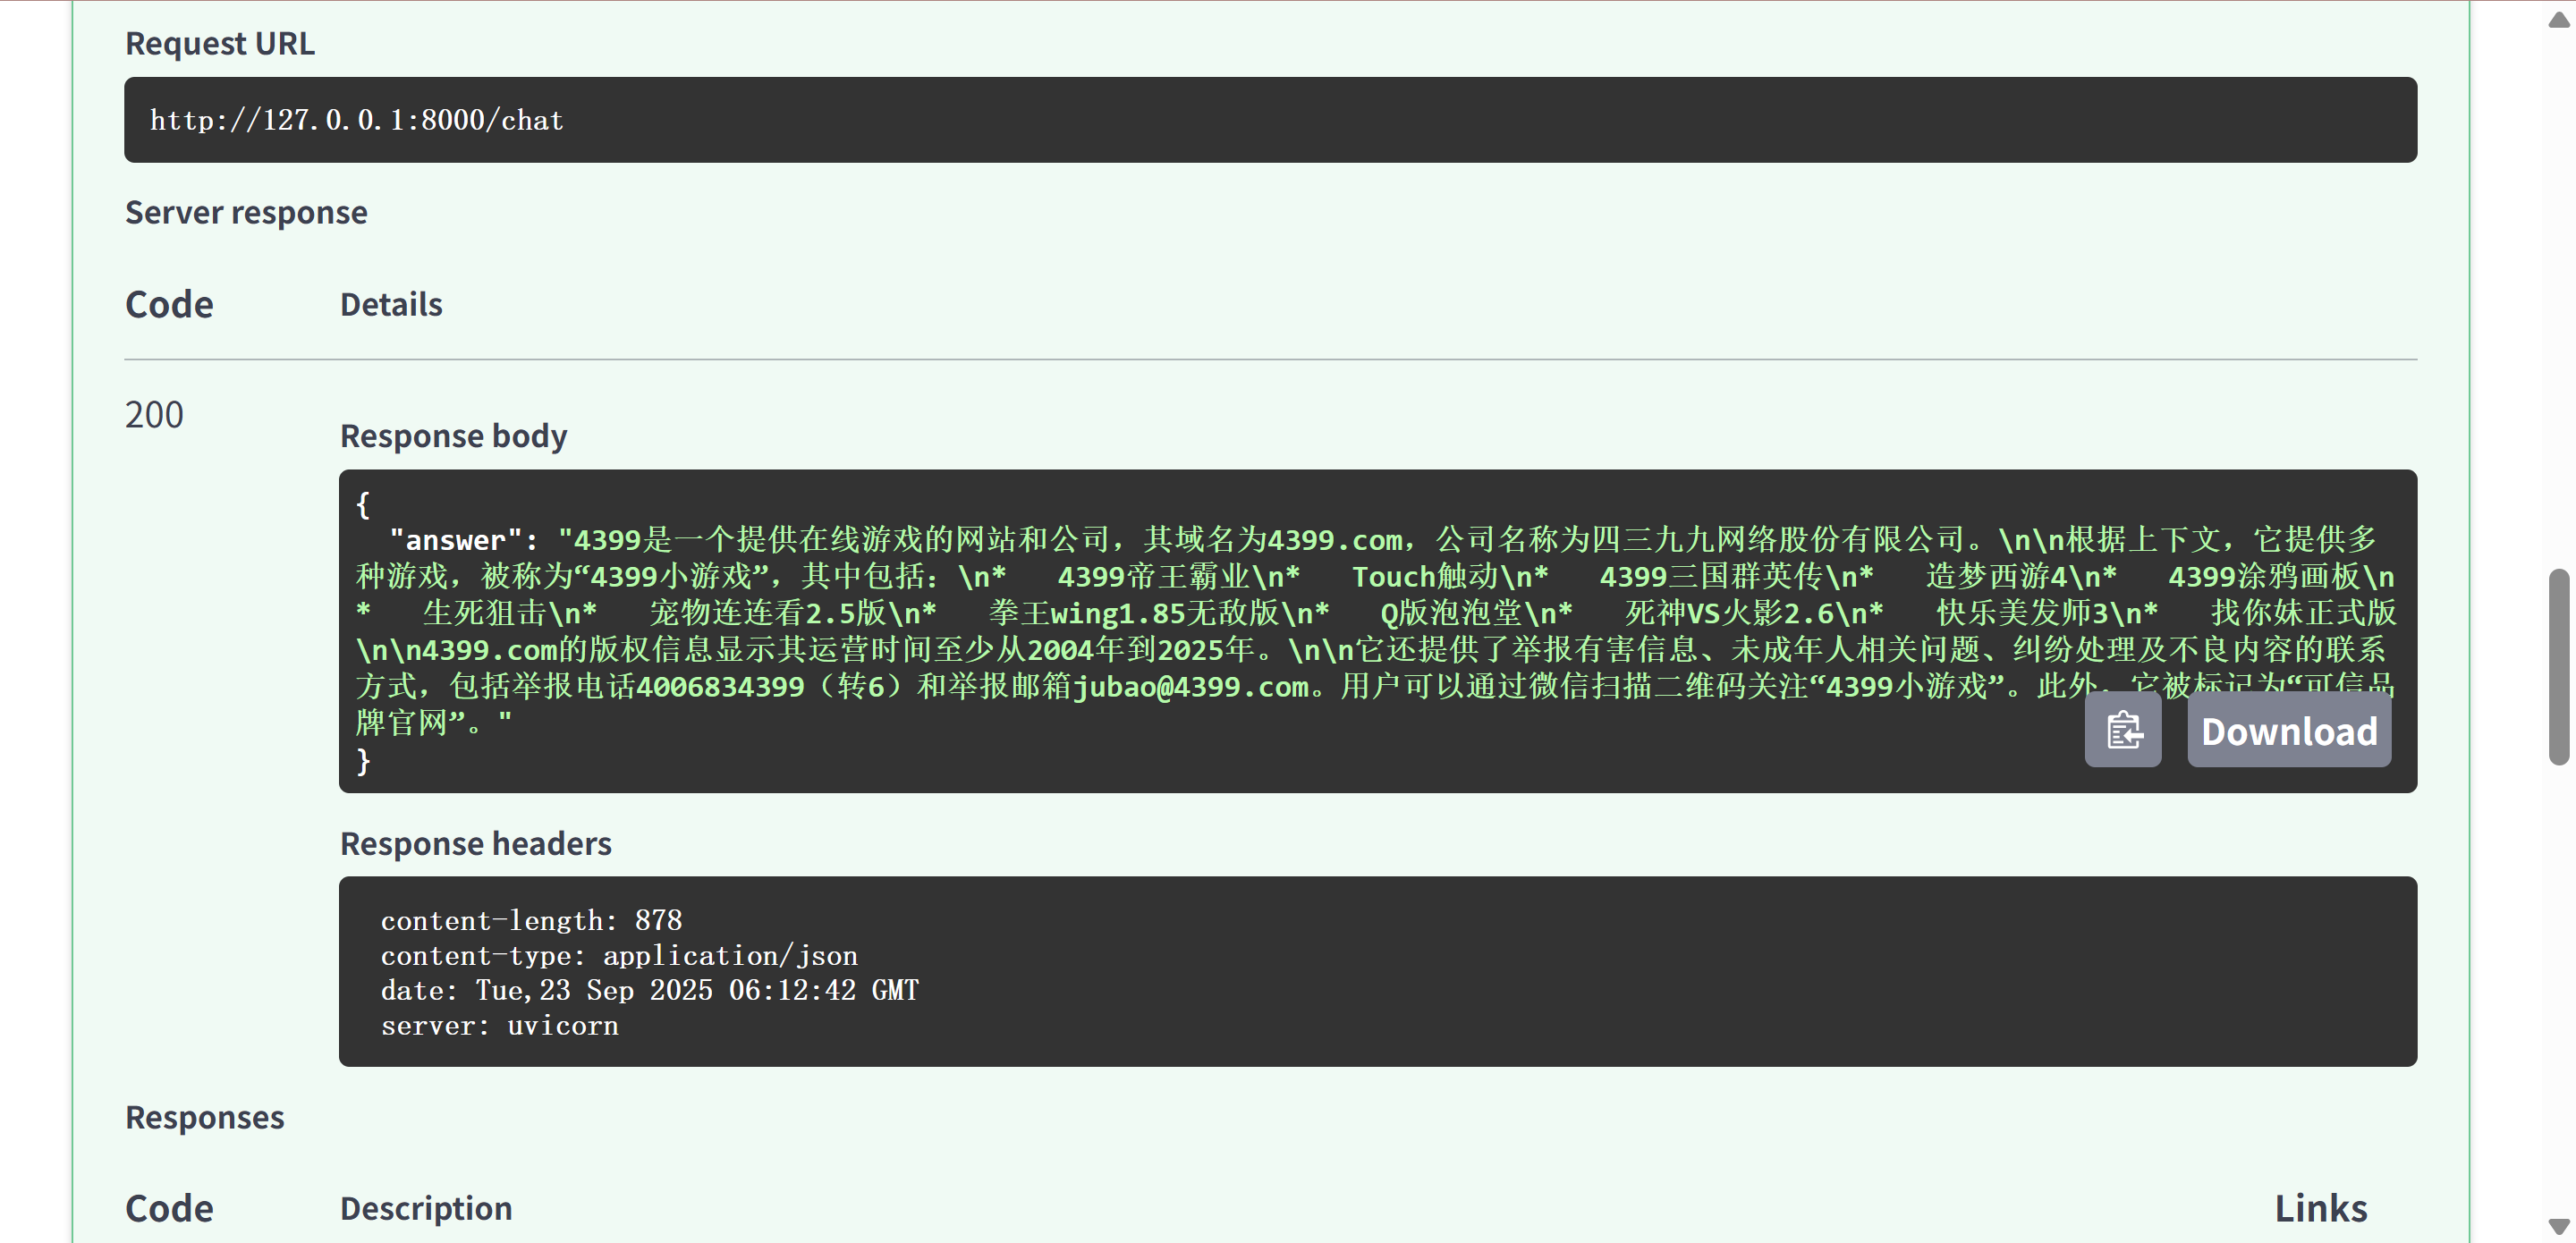 Request URL
http://127.0.0.1:8000/chat
Server response
Code Details
200
Response body
{
"answer": "4399是一个提供在线游戏的网站和公司，其域名为4399.com，公司名称为四三九九网络股份有限公司。\n\n根据上下文，它提供多
种游戏，被称为“4399小游戏”，其中包括：\n*   4399帝王霸业\n*   Touch触动\n*   4399三国群英传\n*   造梦西游4\n*   4399涂鸦画板\n
*   生死狙击\n*   宠物连连看2.5版\n*   拳王wing1.85无敌版\n*   Q版泡泡堂\n*   死神VS火影2.6\n*   快乐美发师3\n*   找你妹正式版
\n\n4399.com的版权信息显示其运营时间至少从2004年到2025年。\n\n它还提供了举报有害信息、未成年人相关问题、纠纷处理及不良内容的联系
方式，包括举报电话4006834399（转6）和举报邮箱jubao@4399.com。用户可以通过微信扫描二维码关注“4399小游戏”。此外，它被标记为“可信品
牌官网”。"
}
Download
Response headers
content-length: 878
content-type: application/json
date: Tue,23 Sep 2025 06:12:42 GMT
server: uvicorn
Responses
Code Description Links